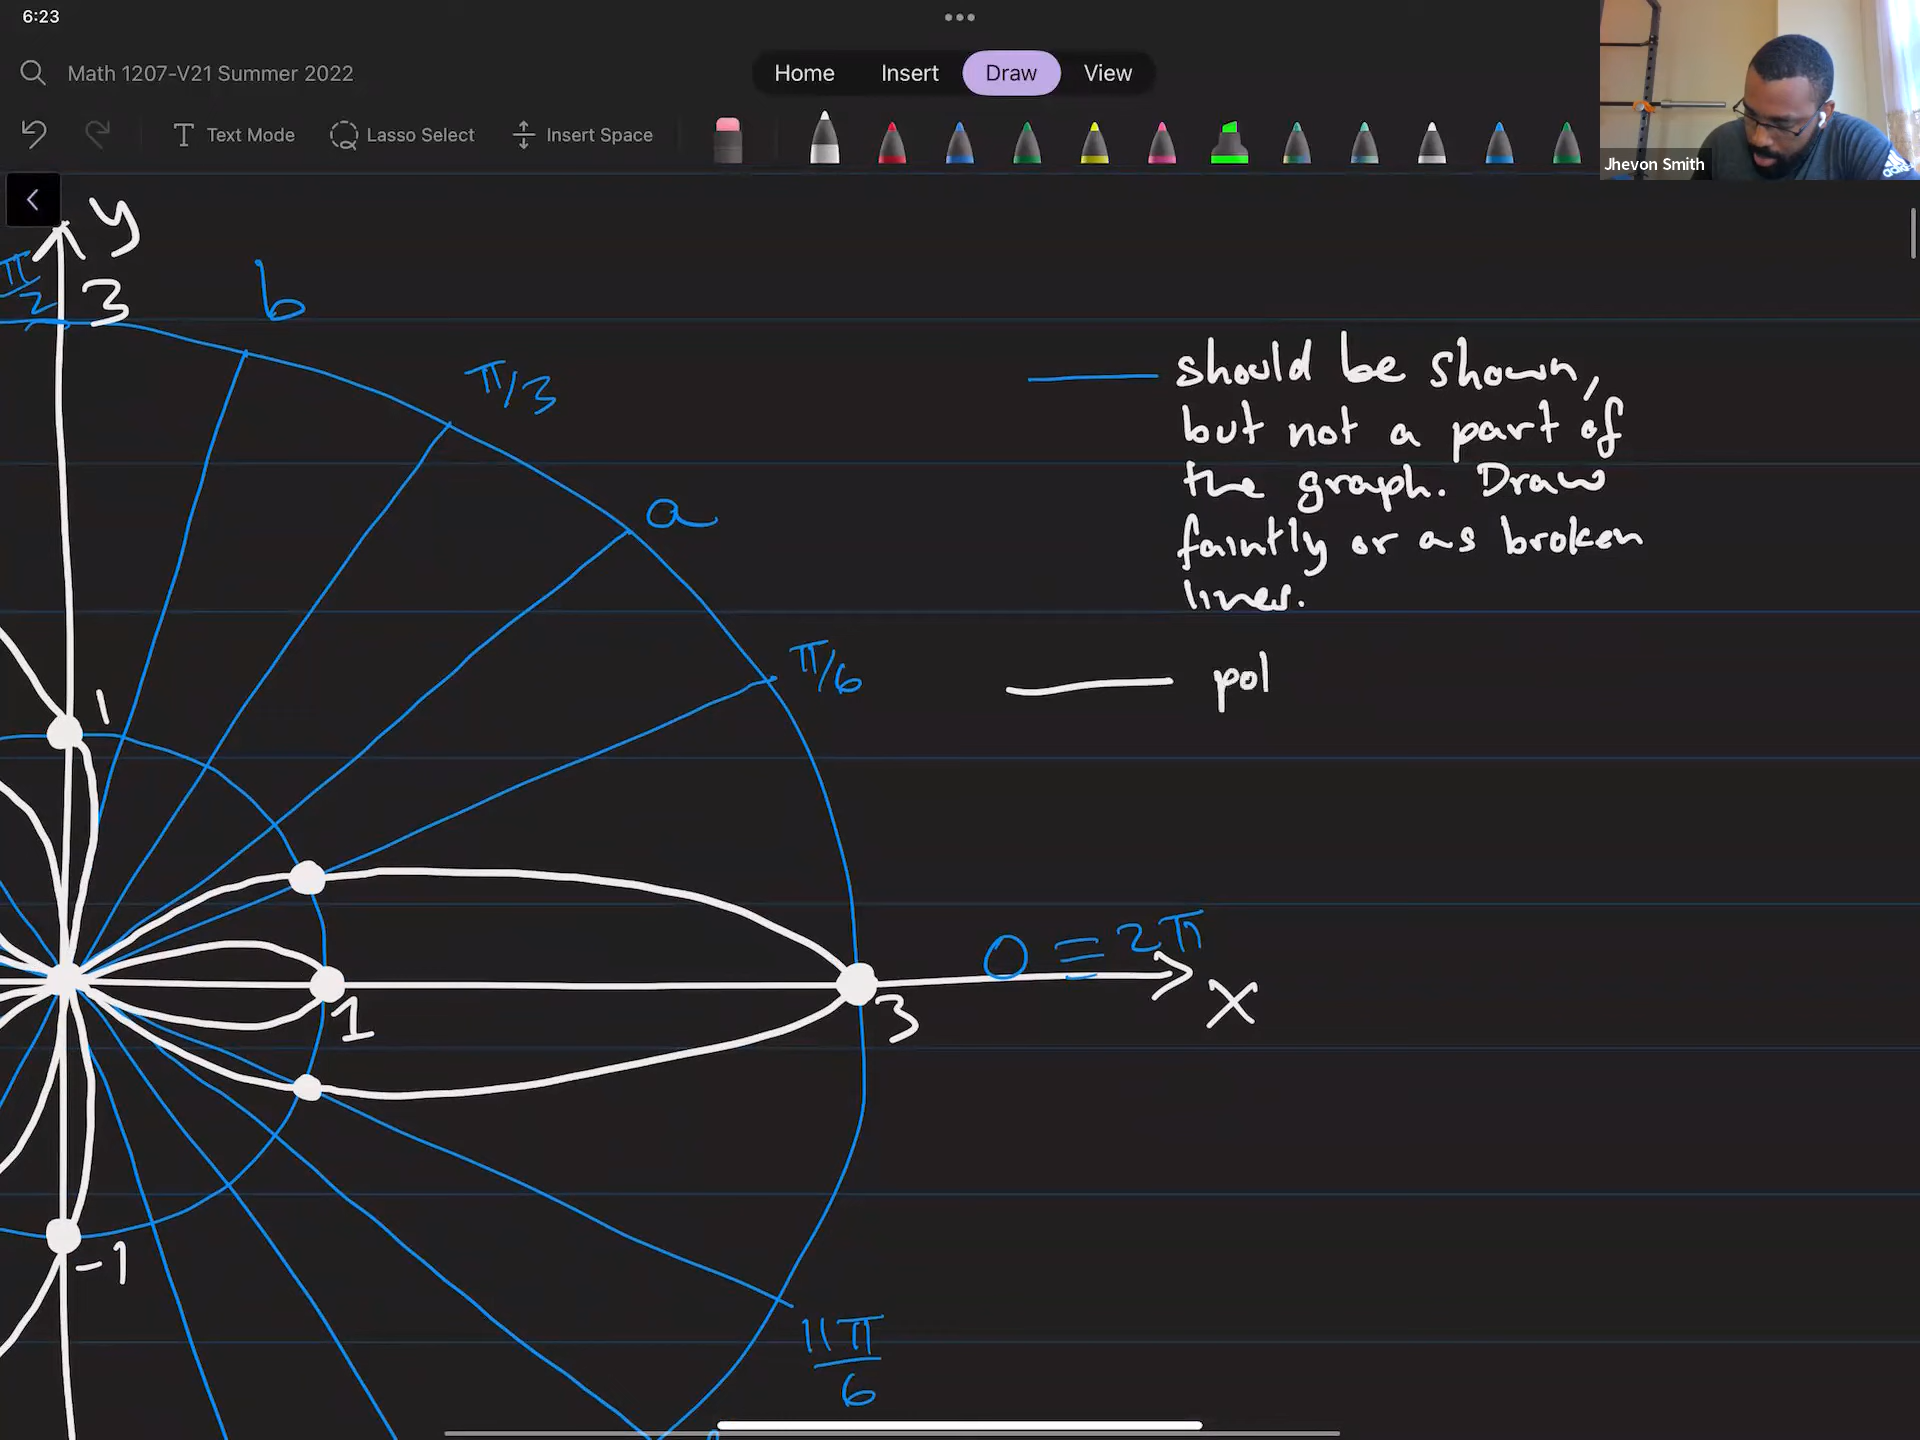 6:23
Math 1207-V21 Summer 2022
Home Insert Draw View
Text Mode Lasso Select Insert Space
Jhevon Smith
y
π/2
3
b
π/3
a
π/6
1
should be shown,
but not a part of
the graph. Draw
faintly or as broken
lines.
pol
0 ≡ 2π
1
3
x
-1
11π/6